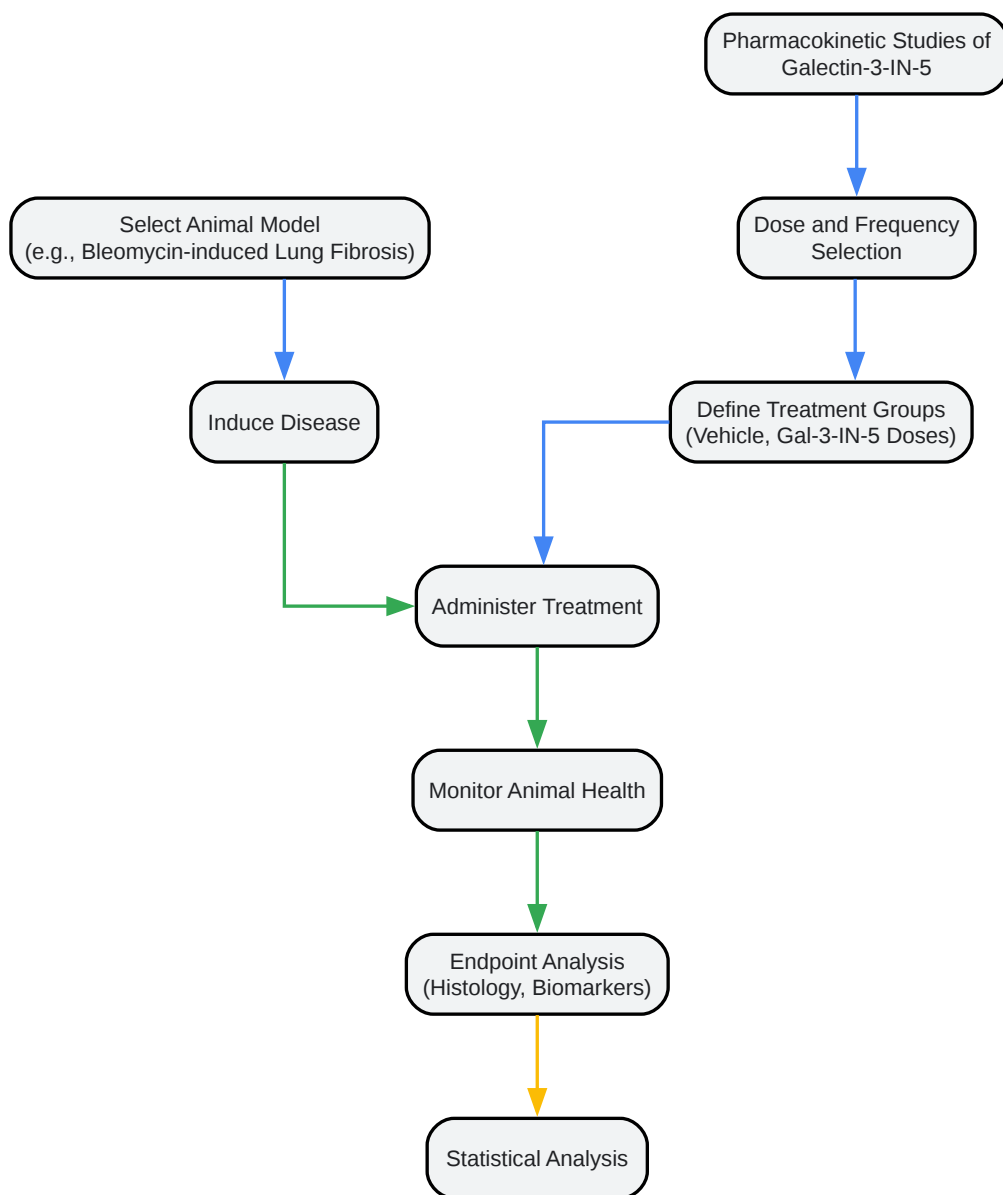 Pharmacokinetic Studies of
Galectin-3-IN-5
Select Animal Model
(e.g., Bleomycin-induced Lung Fibrosis)
Dose and Frequency
Selection
Induce Disease
Define Treatment Groups
(Vehicle, Gal-3-IN-5 Doses)
Administer Treatment
Monitor Animal Health
Endpoint Analysis
(Histology, Biomarkers)
Statistical Analysis